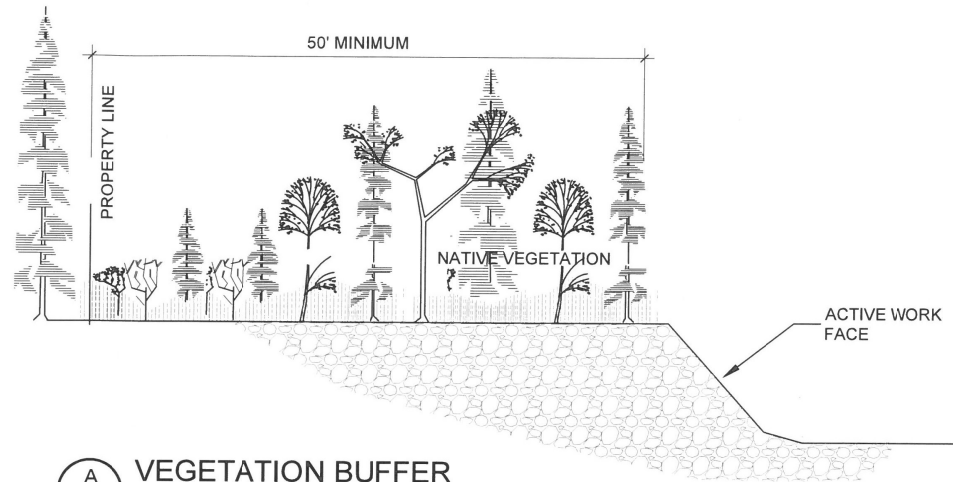 50' MINIMUM
PROPERTY LINE
NATIVE VEGETATION
ACTIVE WORK
FACE
A
VEGETATION BUFFER